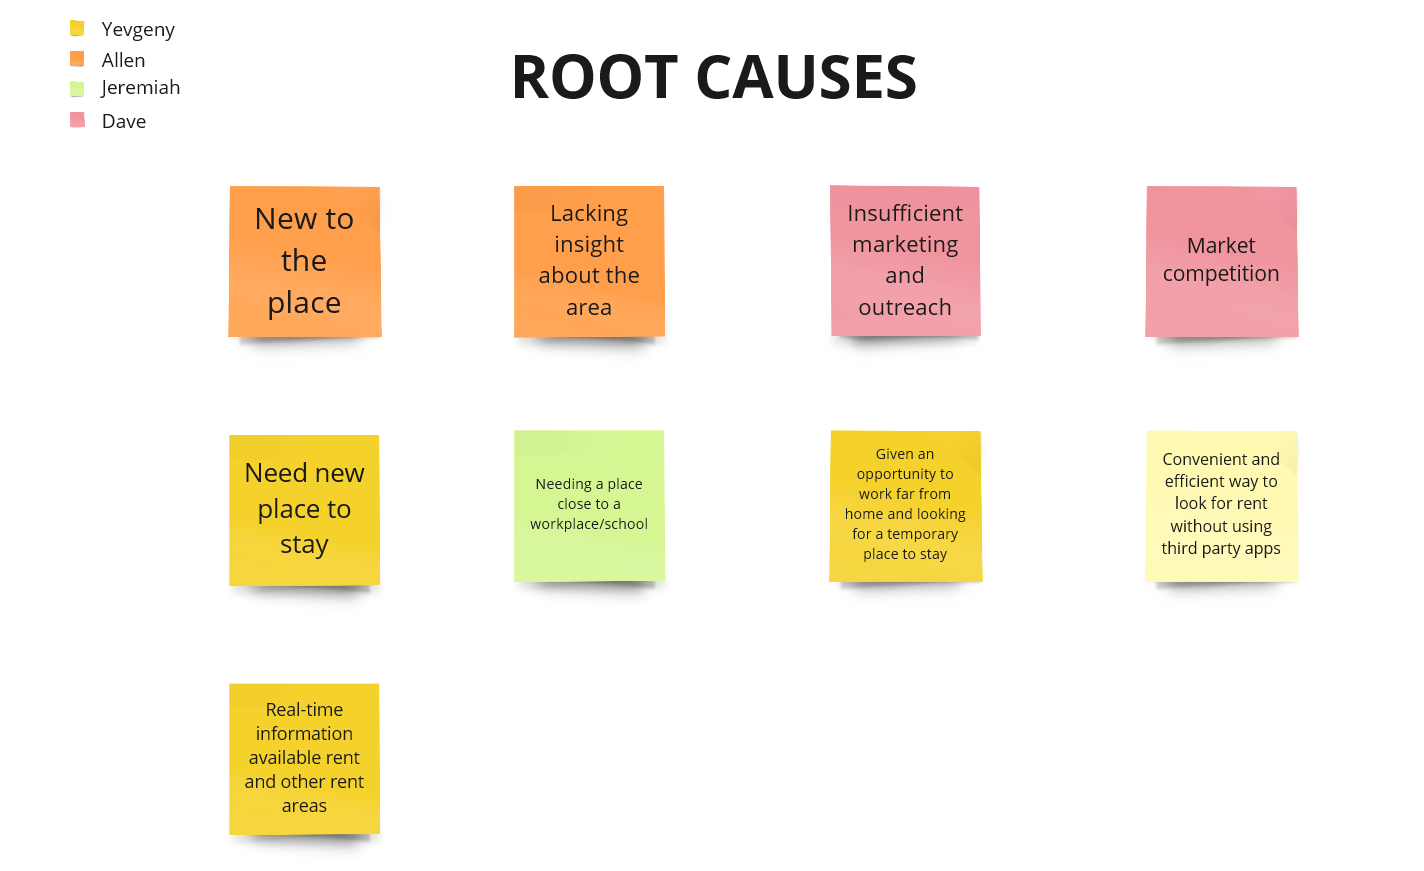 Yevgeny
Allen
Jeremiah
Dave
ROOT CAUSES
New to
the
place
Lacking
insight
about the
area
Insufficient
marketing
and
outreach
Market
competition
Need new
place to
stay
Needing a place
close to a
workplace/school
Given an
opportunity to
work far from
home and looking
for a temporary
place to stay
Convenient and
efficient way to
look for rent
without using
third party apps
Real-time
information
available rent
and other rent
areas